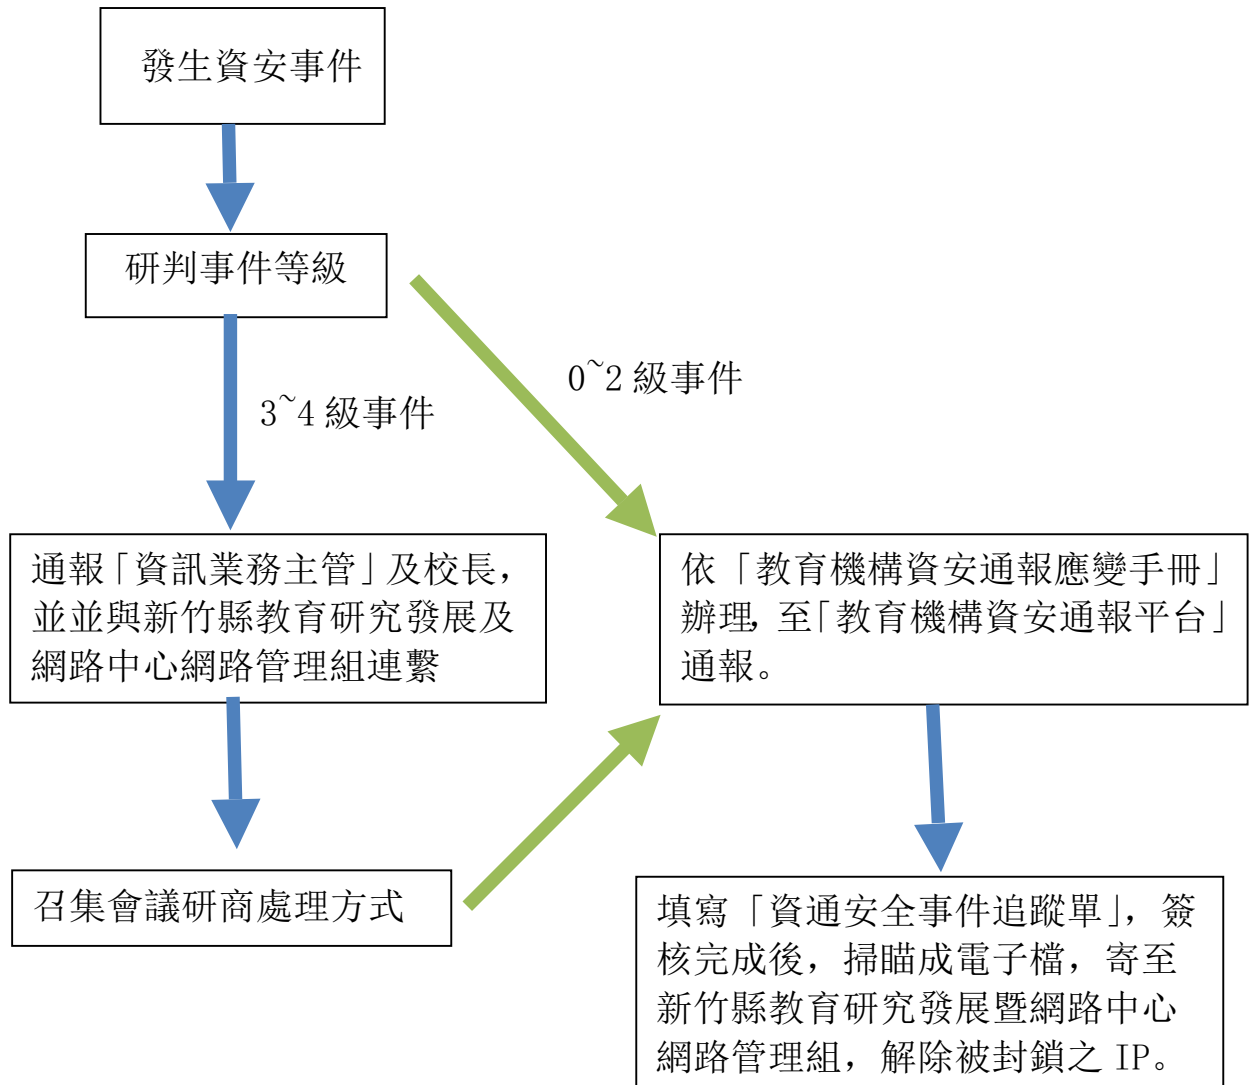 發生資安事件
研判事件等級
0~2 級事件
3~4 級事件
通報「資訊業務主管」及校長，
並並與新竹縣教育研究發展及
網路中心網路管理組連繫
依「教育機構資安通報應變手冊」
辦理，至「教育機構資安通報平台」
通報。
召集會議研商處理方式
填寫「資通安全事件追蹤單」，簽
核完成後，掃瞄成電子檔，寄至
新竹縣教育研究發展暨網路中心
網路管理組，解除被封鎖之 IP。